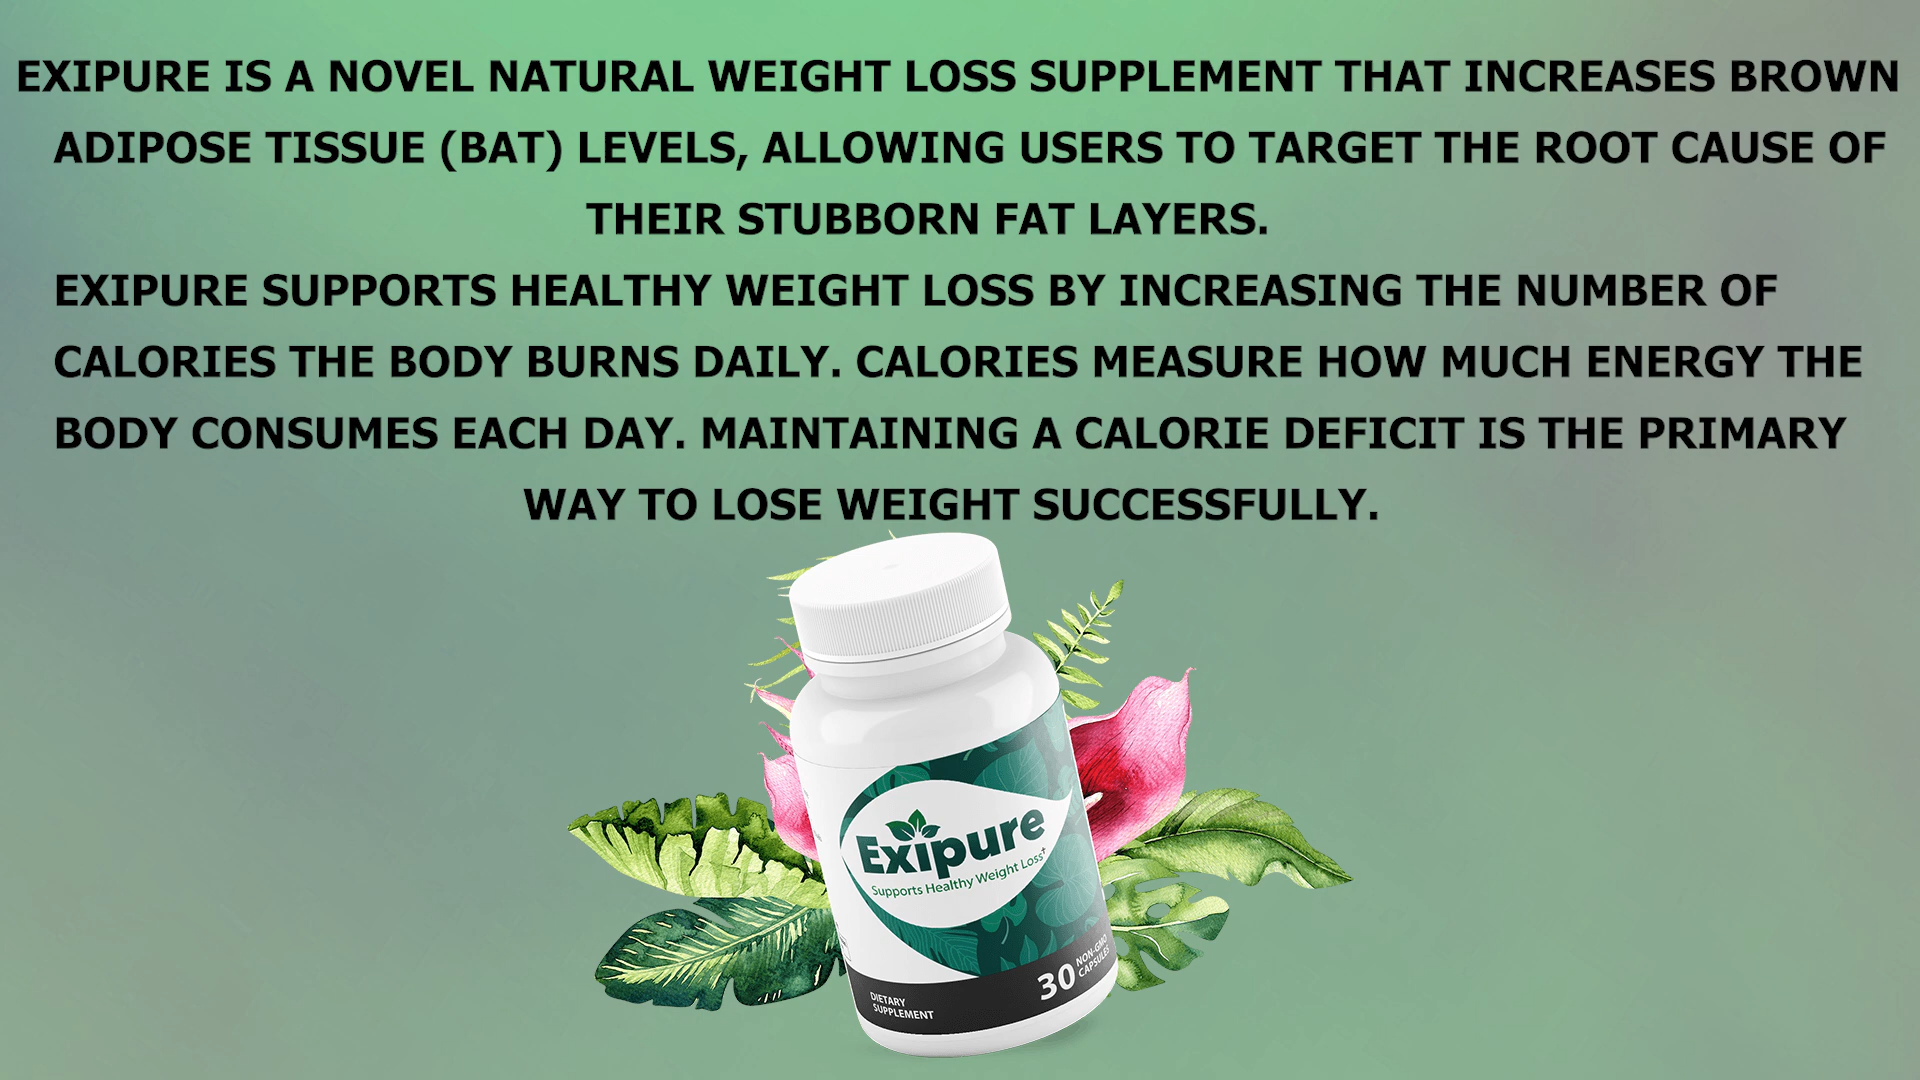 EXIPURE IS A NOVEL NATURAL WEIGHT LOSS SUPPLEMENT THAT INCREASES BROWN
ADIPOSE TISSUE (BAT) LEVELS, ALLOWING USERS TO TARGET THE ROOT CAUSE OF
THEIR STUBBORN FAT LAYERS.
EXIPURE SUPPORTS HEALTHY WEIGHT LOSS BY INCREASING THE NUMBER OF
CALORIES THE BODY BURNS DAILY. CALORIES MEASURE HOW MUCH ENERGY THE
BODY CONSUMES EACH DAY. MAINTAINING A CALORIE DEFICIT IS THE PRIMARY
WAY TO LOSE WEIGHT SUCCESSFULLY.
Exipure
Supports Healthy Weight Loss†
30 NON-GMO
CAPSULES
DIETARY
SUPPLEMENT